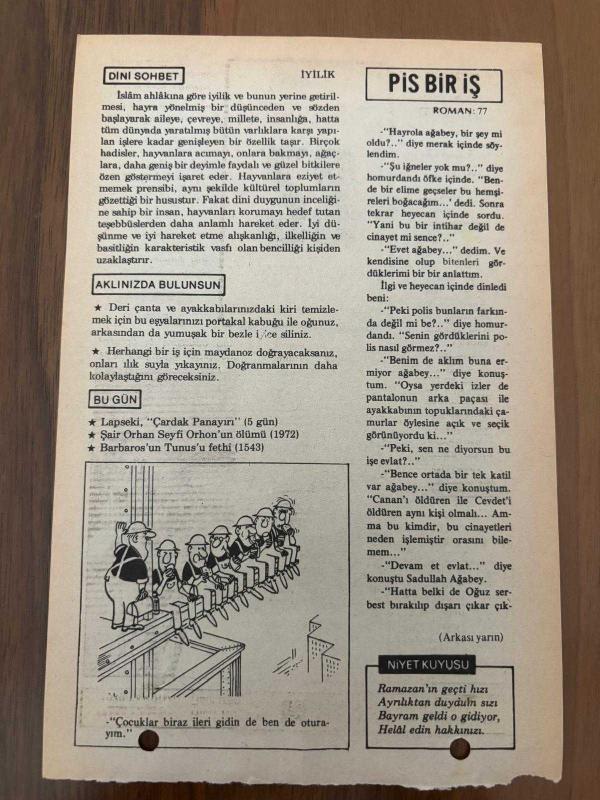 DİNİ SOHBET
İYİLİK
İslâm ahlâkına göre iyilik ve bunun yerine getiril-
mesi, hayra yönelmiş bir düşünceden ve sözden
başlayarak aileye, çevreye, millete, insanlığa, hatta
tüm dünyada yaratılmış bütün varlıklara karşı yapı-
lan işlere kadar genişleyen bir özellik taşır. Birçok
hadisler, hayvanlara acımayı, onlara bakmayı, ağaç-
lara, daha geniş bir deyimle faydalı ve güzel bitkilere
özen göstermeyi işaret eder. Hayvanlara eziyet et-
memek prensibi, aynı şekilde kültürel toplumların
gözettiği bir husustur. Fakat dini duygunun inceliği-
ne sahip bir insan, hayvanları korumayı hedef tutan
teşebbüslerden daha anlamlı hareket eder. İyi dü-
şünme ve iyi hareket etme alışkanlığı, ilkelliğin ve
basitliğin karakteristik vasfı olan bencilliği kişiden
uzaklaştırır.
AKLINIZDA BULUNSUN
★ Deri çanta ve ayakkabılarınızdaki kiri temizle-
mek için bu eşyalarınızı portakal kabuğu ile oğunuz,
arkasından da yumuşak bir bezle iyice siliniz.
★ Herhangi bir iş için maydanoz doğrayacaksanız,
onları ılık suyla yıkayınız. Doğranmalarının daha
kolaylaştığını göreceksiniz.
BU GÜN
★ Lapseki, "Çardak Panayırı" (5 gün)
★ Şair Orhan Seyfi Orhon'un ölümü (1972)
★ Barbaros'un Tunus'u fethi (1543)
-"Çocuklar biraz ileri gidin de ben de otura-
yım."
PİS BİR İŞ
ROMAN: 77
-"Hayrola ağabey, bir şey mi
oldu?.." diye merak içinde söy-
lendim.
-"Şu iğneler yok mu?.." diye
homurdandı öfke içinde. "Ben-
de bir elime geçseler bu hemşi-
releri boğacağım...' dedi. Sonra
tekrar heyecan içinde sordu.
"Yani bu bir intihar değil de
cinayet mi sence?.."
-"Evet ağabey..." dedim. Ve
kendisine olup bitenleri gör-
düklerimi bir bir anlattım.
İlgi ve heyecan içinde dinledi
beni:
-"Peki polis bunların farkın-
da değil mi be?.." diye homur-
dandı. "Senin gördüklerini po-
lis nasıl görmez?.."
-"Benim de aklım buna er-
miyor ağabey..." diye konuş-
tum. "Oysa yerdeki izler de
pantalonun arka paçası ile
ayakkabının topuklarındaki ça-
murlar öylesine açık ve seçik
görünüyordu ki..."
-"Peki, sen ne diyorsun bu
işe evlat?.."
-"Bence ortada bir tek katil
var ağabey..." diye konuştum.
"Canan'ı öldüren ile Cevdet'i
öldüren aynı kişi olmalı... Am-
ma bu kimdir, bu cinayetleri
neden işlemiştir orasını bile-
mem..."
-"Devam et evlat..." diye
konuştu Sadullah Ağabey.
-"Hatta belki de Oğuz ser-
best bırakılıp dışarı çıkar çık-
(Arkası yarın)
NİYET KUYUSU
Ramazan'ın geçti hızı
Ayrılıktan duydum sızı
Bayram geldi o gidiyor,
Helâl edin hakkınızı.